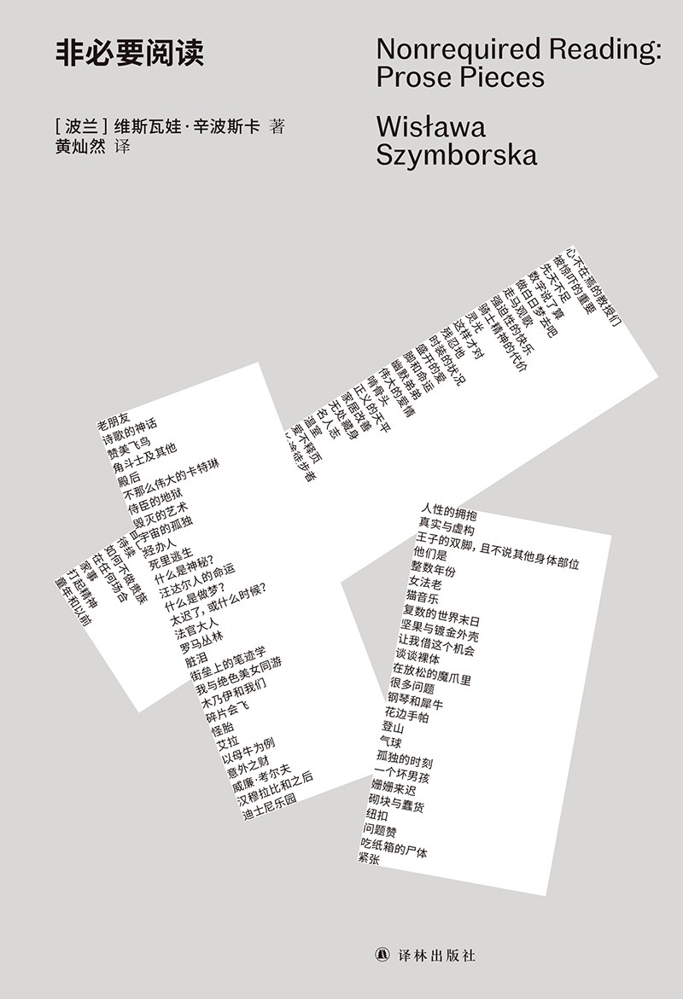 非必要阅读
[ 波兰 ] 维斯瓦娃·辛波斯卡 著
黄灿然 译
Nonrequired Reading:
Prose Pieces
Wisława
Szymborska
心不在焉的教授们
被惊吓的重要
先天不足
数字说了算
做白日梦去吧
走马观歌
强迫性的快乐
骑士精神的代价
灵光
这样才对
残忍地
时装的状况
盛开的爱
脚和命运
幽默弟弟
伟大的爱情
啃骨头
正义的天平
家居改善
无处藏身
名人志
温室
爱不释页
徒步者
老朋友
诗歌的神话
赞美飞鸟
角斗士及其他
殿后
不那么伟大的卡特琳
侍臣的地狱
毁灭的艺术
宇宙的孤独
经办人
死里逃生
什么是神秘?
汪达尔人的命运
什么是做梦?
太迟了, 或什么时候?
法官大人
罗马丛林
脏泪
街垒上的笔迹学
我与绝色美女同游
木乃伊和我们
碎片会飞
怪胎
艾拉
以母牛为例
意外之财
威廉·考尔夫
汉穆拉比和之后
迪士尼乐园
待续
如何不做贵族
在任何场合
家事
打起精神
童年和以前
人性的拥抱
真实与虚构
王子的双脚, 且不说其他身体部位
他们是
整数年份
女法老
猫音乐
复数的世界末日
坚果与镀金外壳
让我借这个机会
谈谈裸体
在放松的魔爪里
很多问题
钢琴和犀牛
花边手帕
登山
气球
孤独的时刻
一个坏男孩
姗姗来迟
砌块与蠢货
纽扣
问题赞
吃纸箱的尸体
紧张
译林出版社